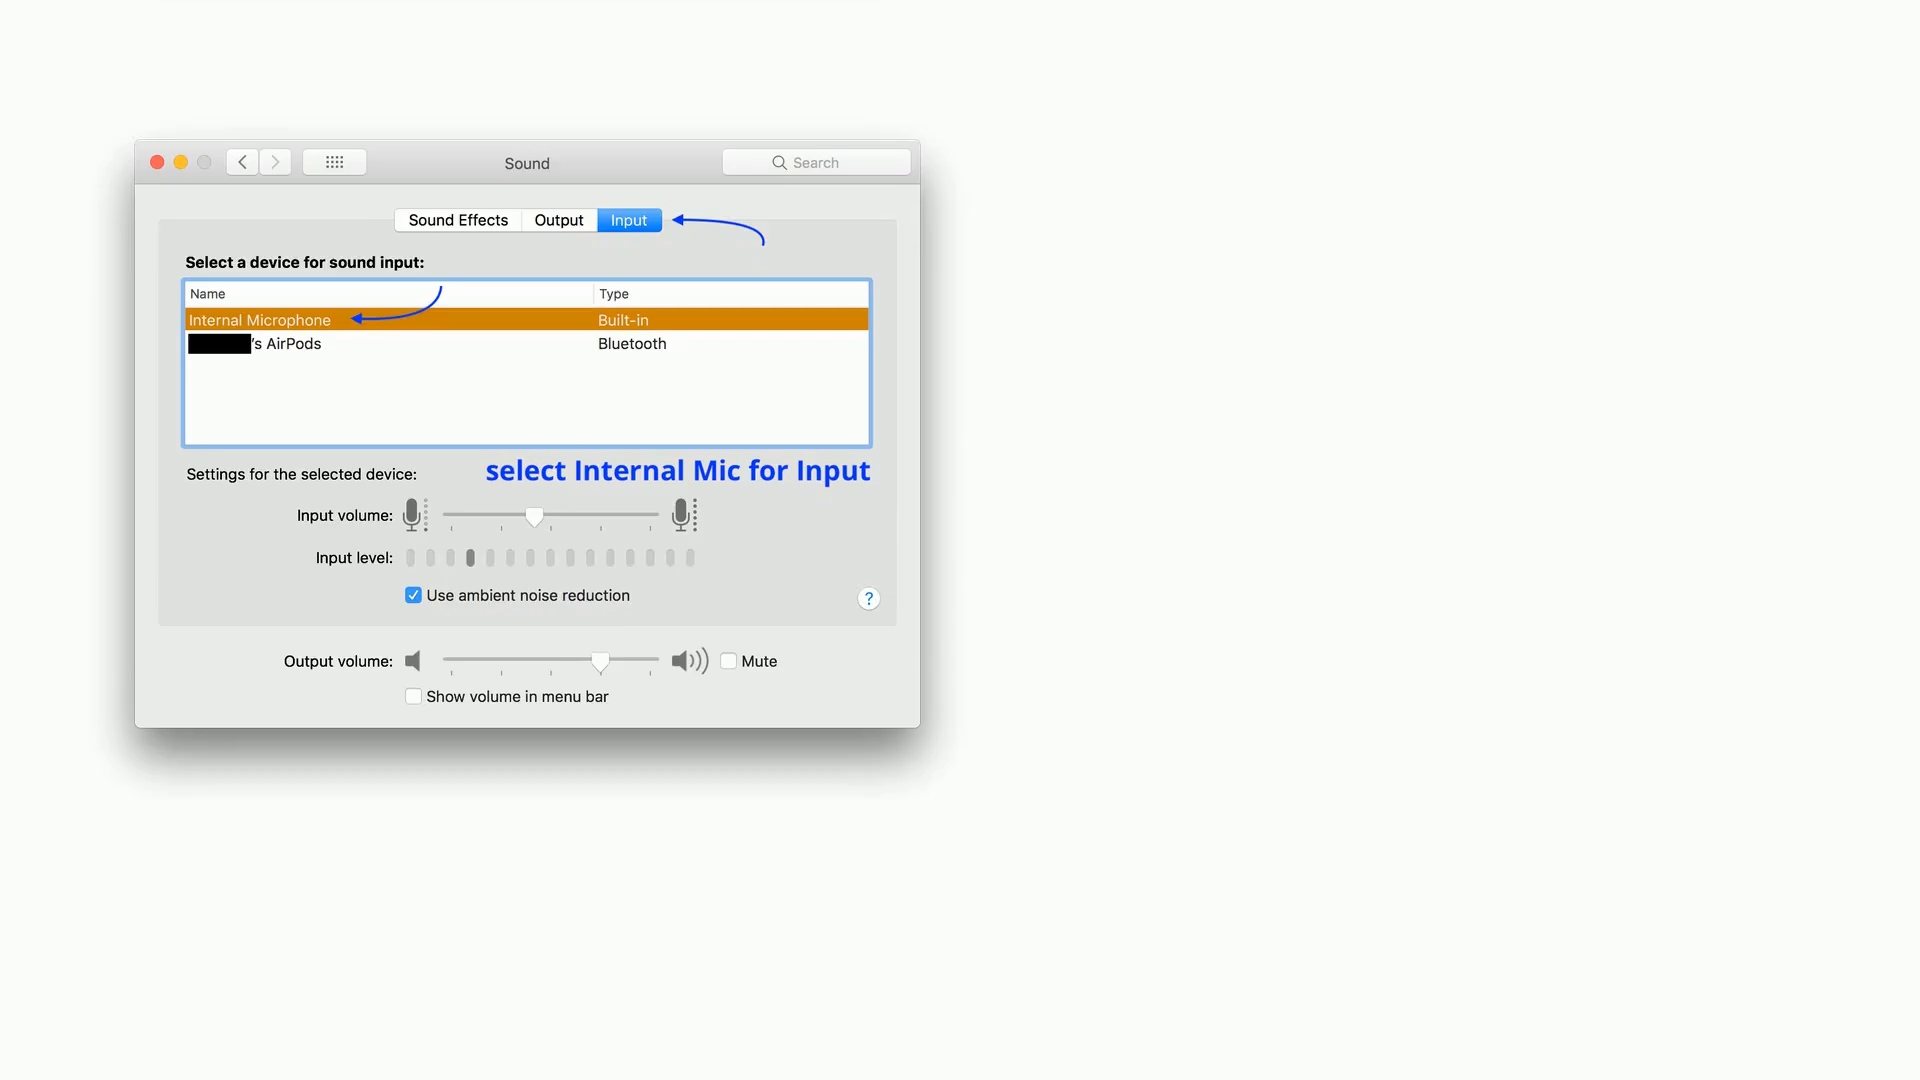 Sound
Search
Sound Effects Output Input
Select a device for sound input:
Name Type
Internal Microphone Built-in
's AirPods Bluetooth
Settings for the selected device:
select Internal Mic for Input
Input volume:
Input level:
Use ambient noise reduction
?
Output volume: Mute
Show volume in menu bar